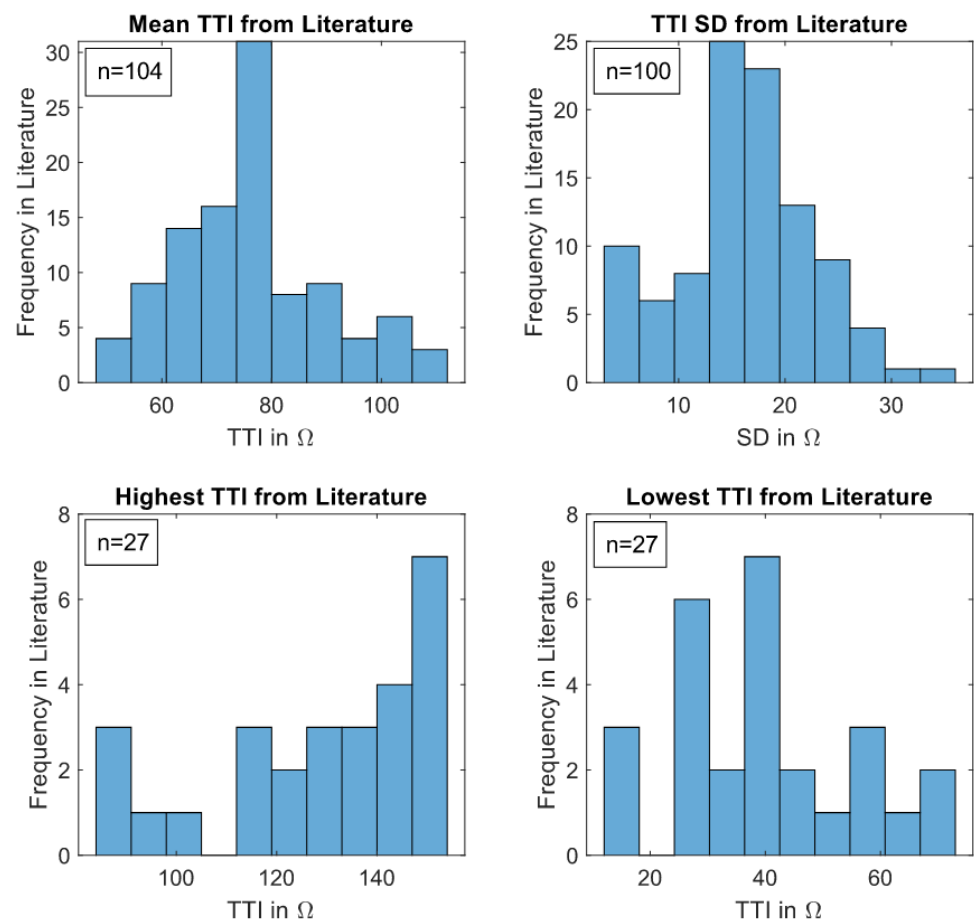 Mean TTI from Literature
n=104
Frequency in Literature
30
25
20
15
10
5
0
60 80 100
TTI in Ω
TTI SD from Literature
n=100
Frequency in Literature
25
20
15
10
5
0
10 20 30
SD in Ω
Highest TTI from Literature
n=27
Frequency in Literature
8
6
4
2
0
100 120 140
TTI in Ω
Lowest TTI from Literature
n=27
Frequency in Literature
8
6
4
2
0
20 40 60
TTI in Ω